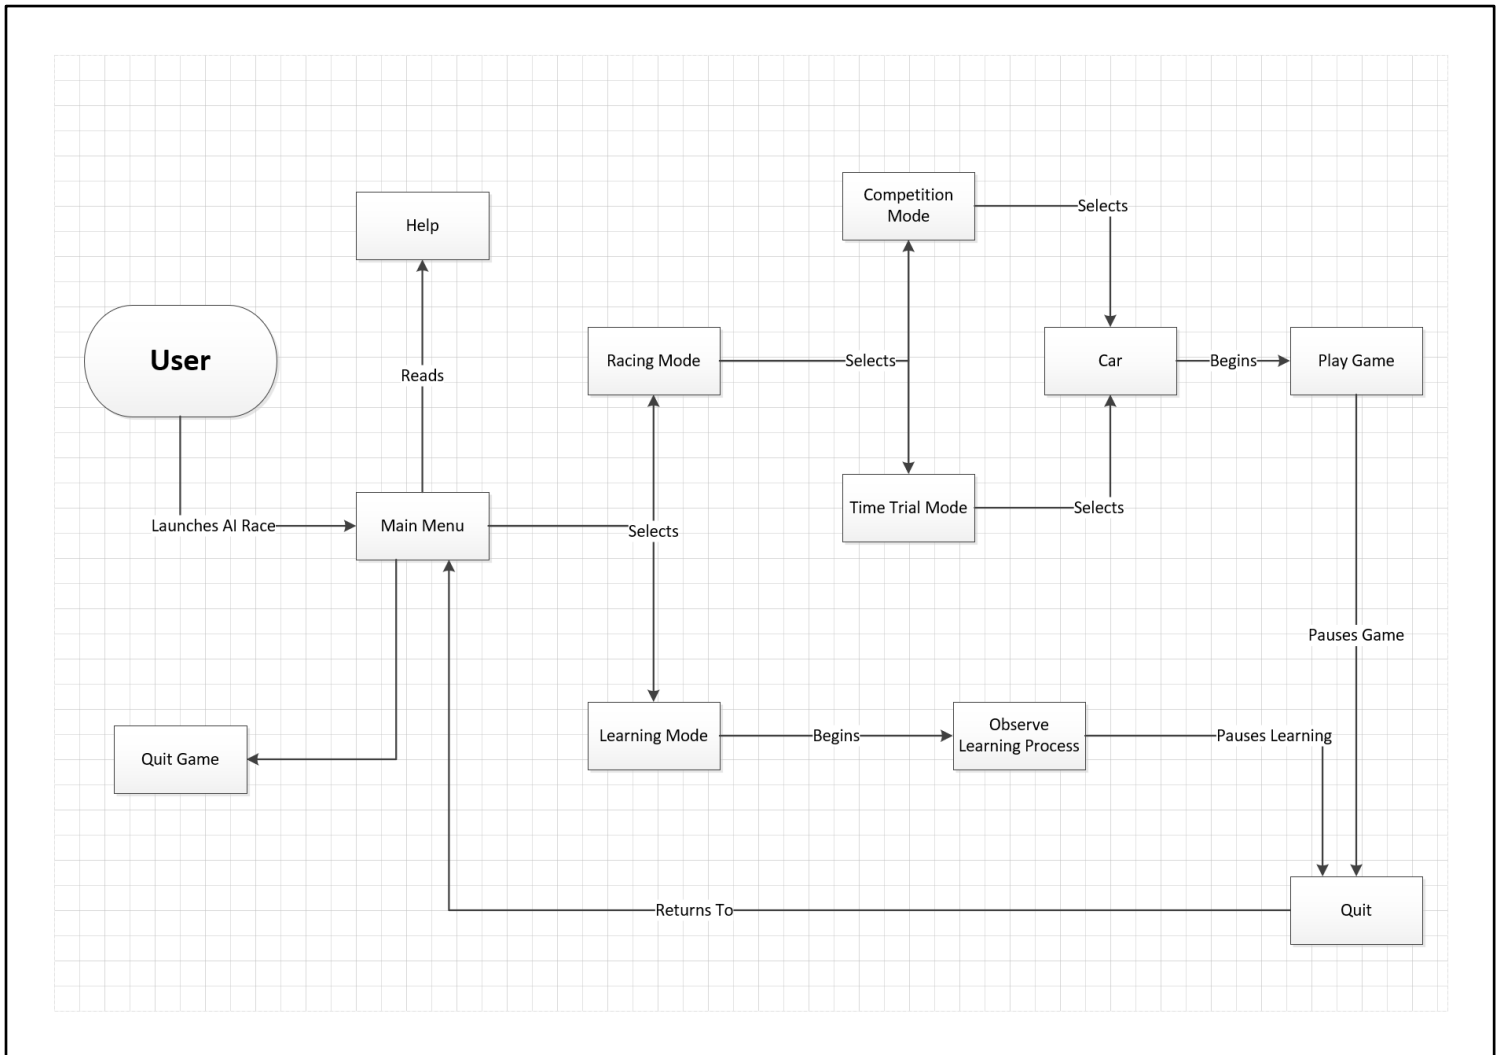 Competition
Mode
Selects
Help
User
Racing Mode
Selects
Car
Begins
Play Game
Reads
Time Trial Mode
Selects
Launches AI Race
Main Menu
Selects
Pauses Game
Learning Mode
Begins
Observe
Learning Process
Pauses Learning
Quit Game
Returns To
Quit